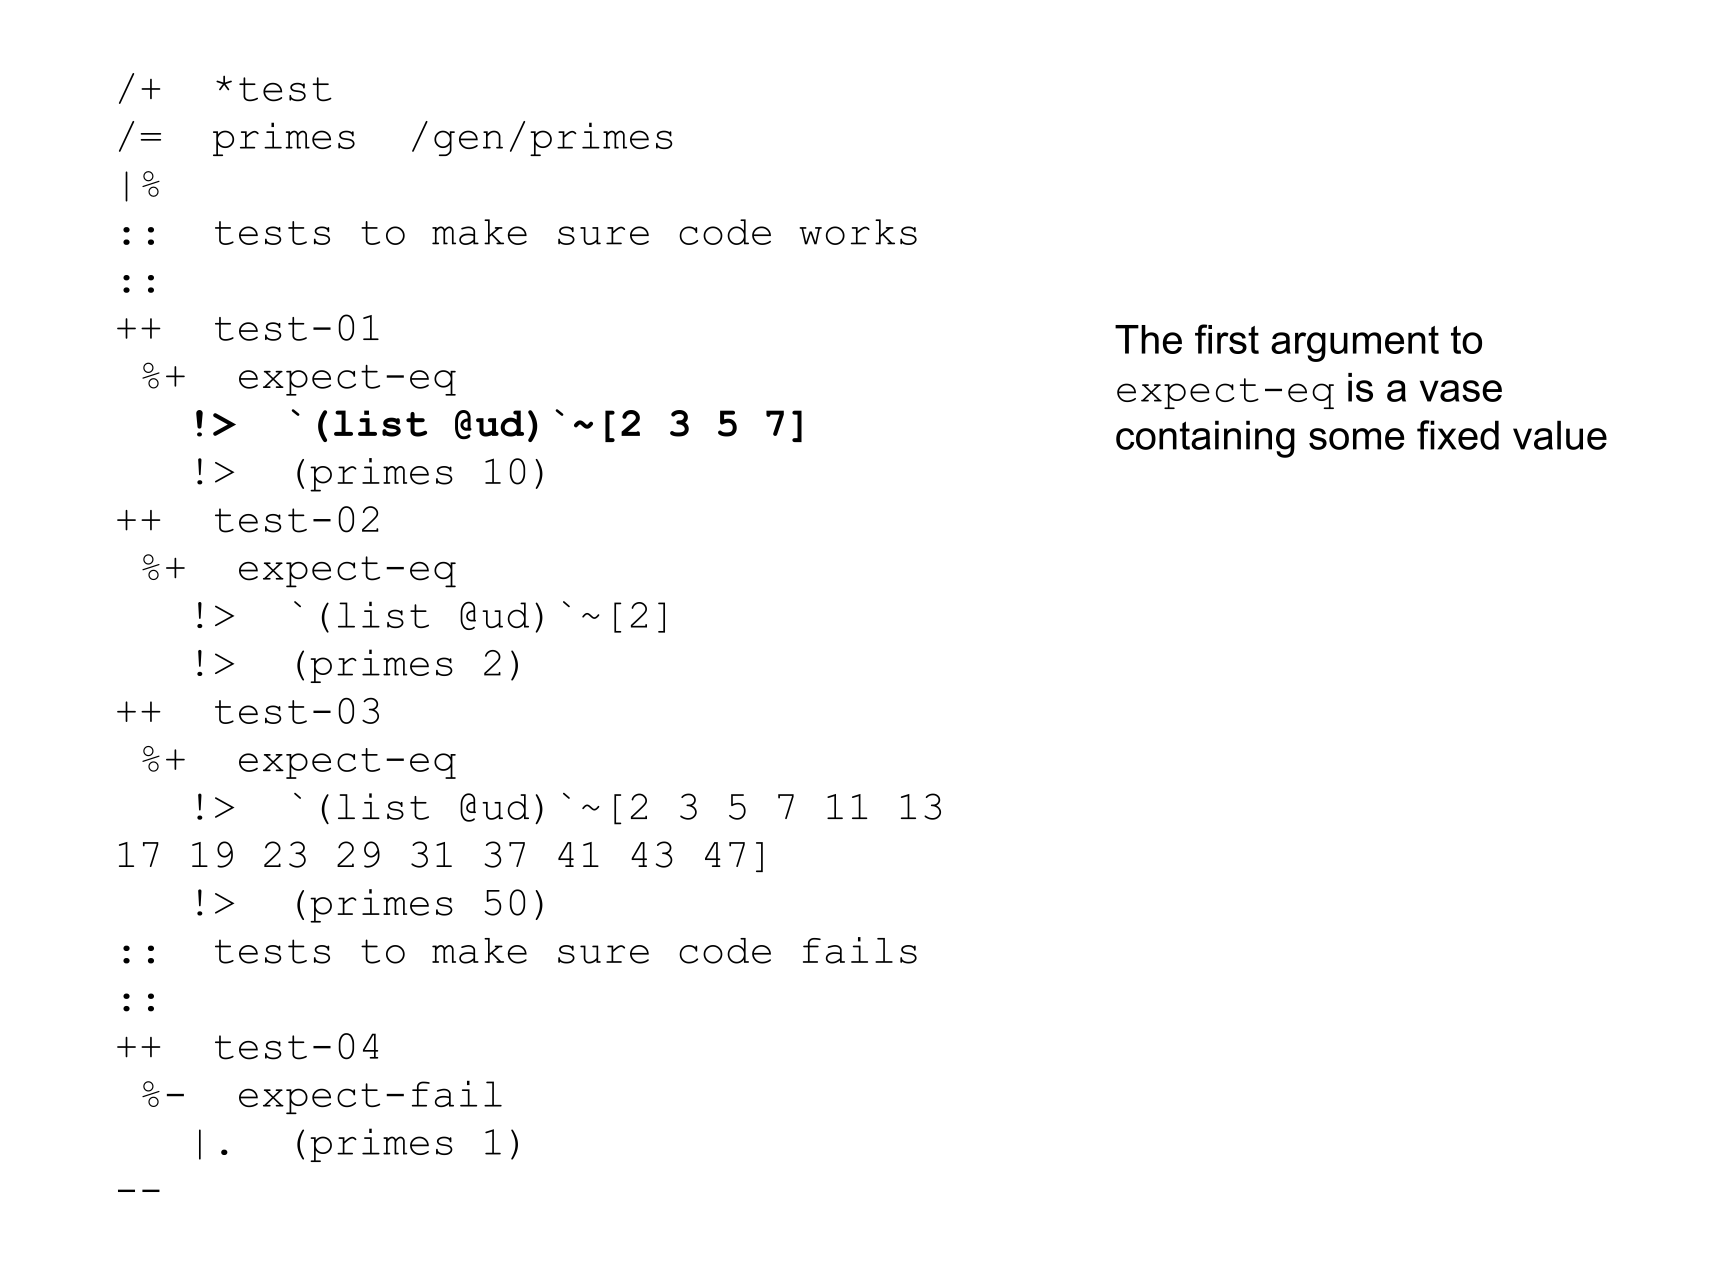 /+  *test
/=  primes  /gen/primes
|%
::  tests to make sure code works
::
++  test-01
 %+  expect-eq
   !>  `(list @ud)`~[2 3 5 7]
   !>  (primes 10)
++  test-02
 %+  expect-eq
   !>  `(list @ud)`~[2]
   !>  (primes 2)
++  test-03
 %+  expect-eq
   !>  `(list @ud)`~[2 3 5 7 11 13
17 19 23 29 31 37 41 43 47]
   !>  (primes 50)
::  tests to make sure code fails
::
++  test-04
 %-  expect-fail
   |.  (primes 1)
--
The first argument to
expect-eq is a vase
containing some fixed value